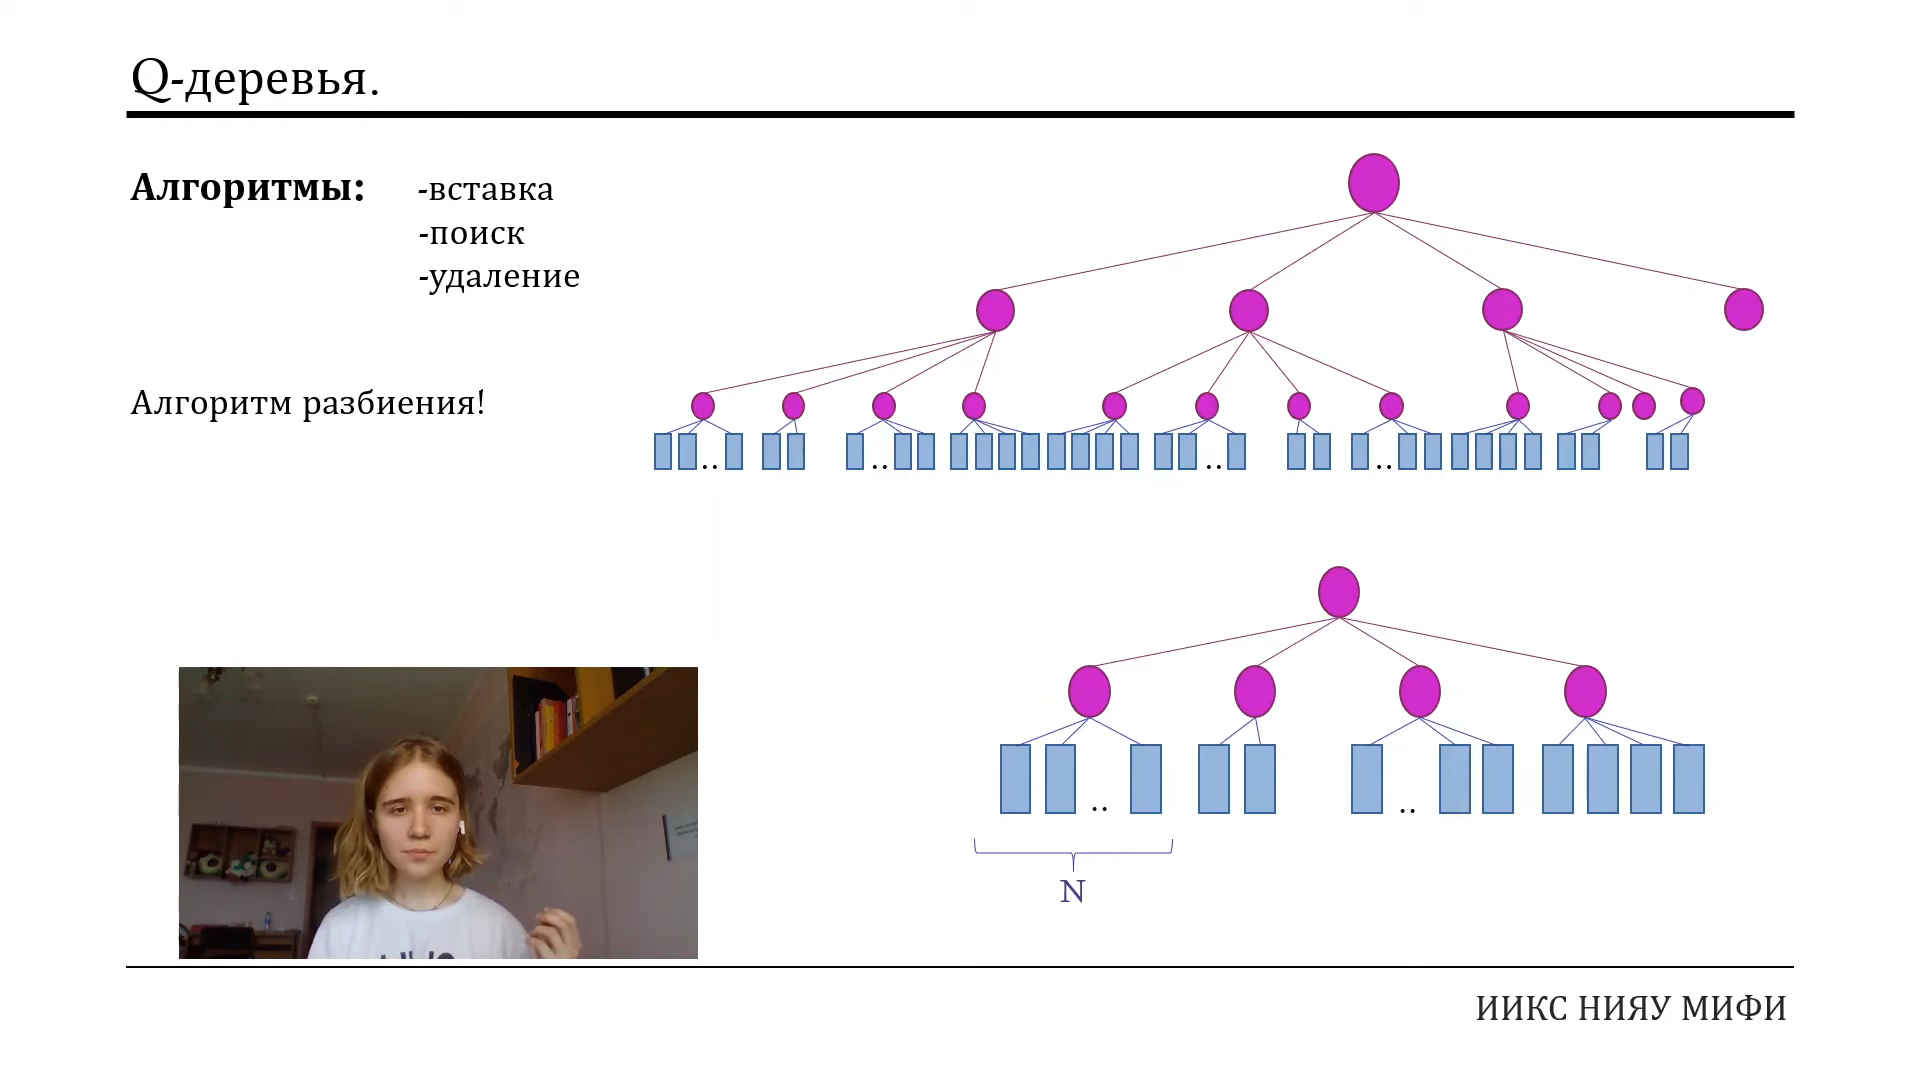 Q-деревья.
Алгоритмы:
-вставка
-поиск
-удаление
Алгоритм разбиения!
..
..
..
..
..
..
N
ИИКС НИЯУ МИФИ